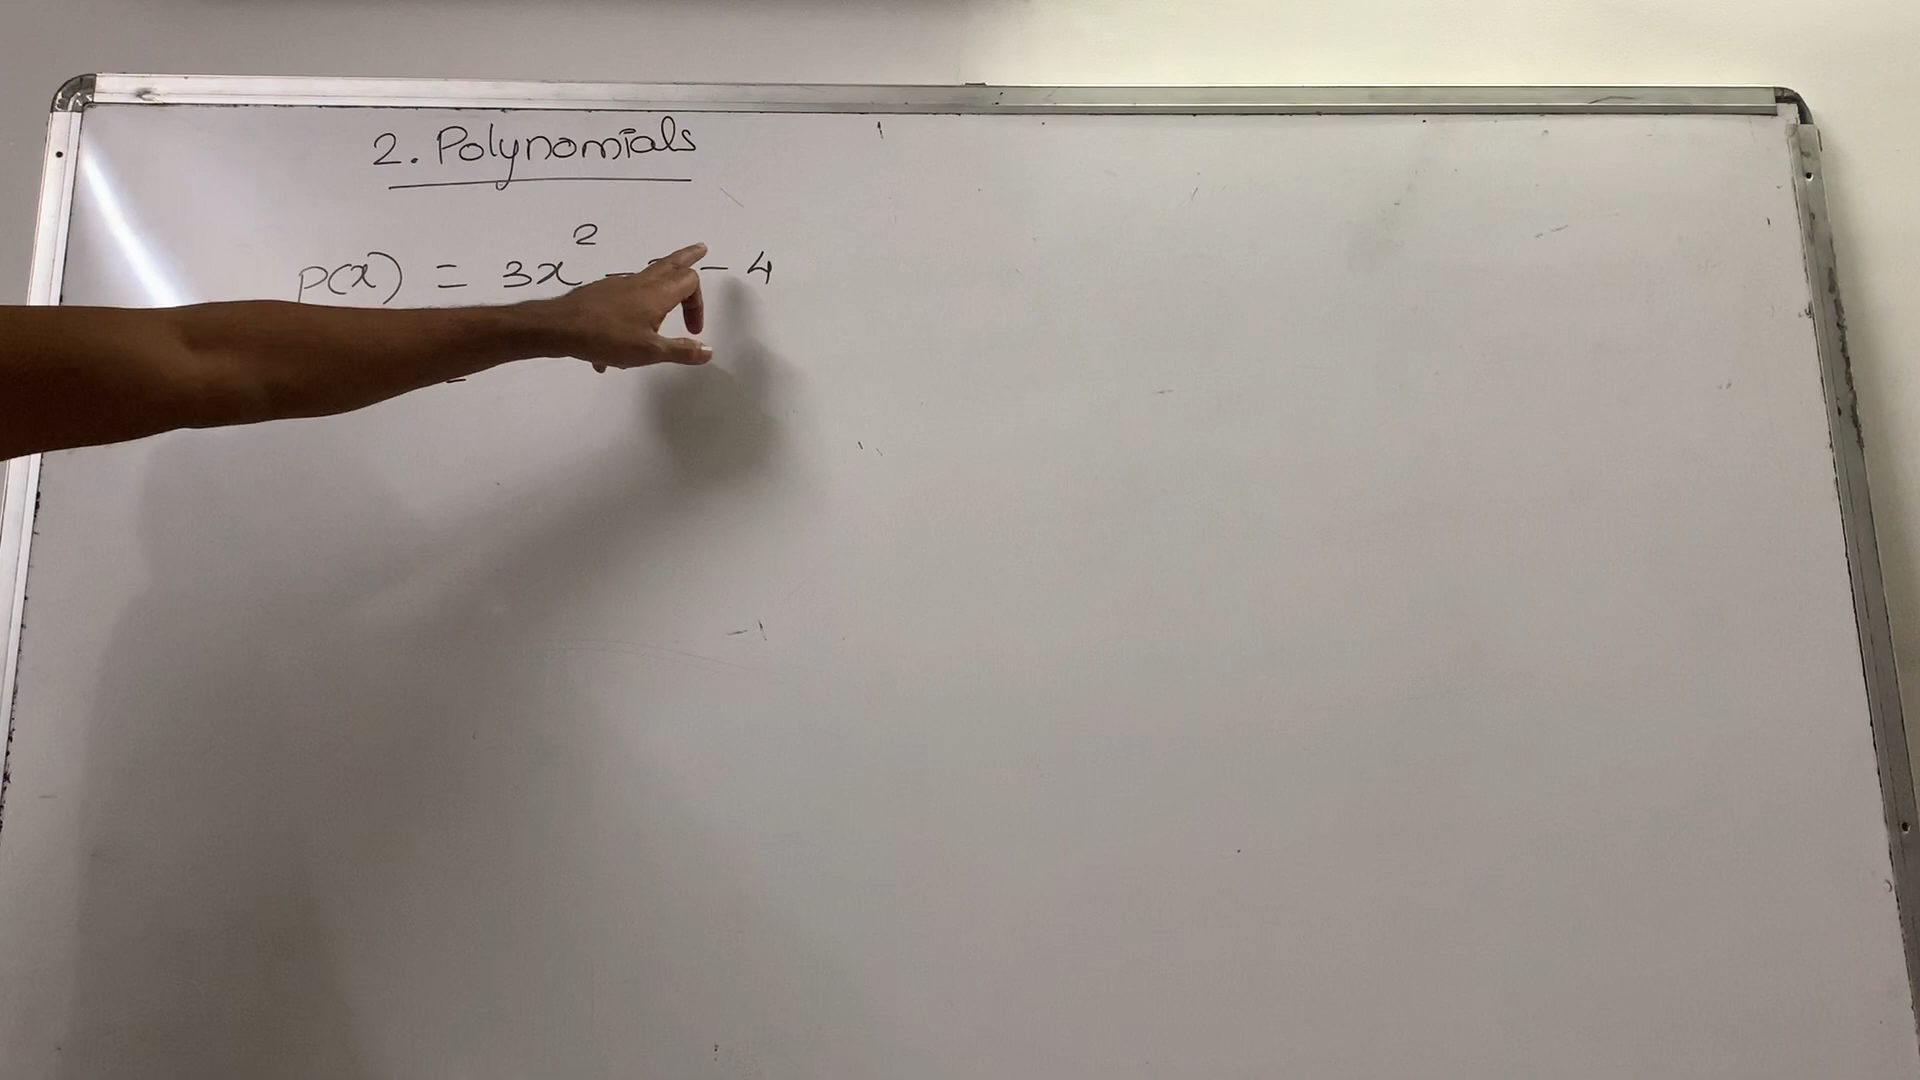 2. Polynomials
p(x) = 3x² - - 4